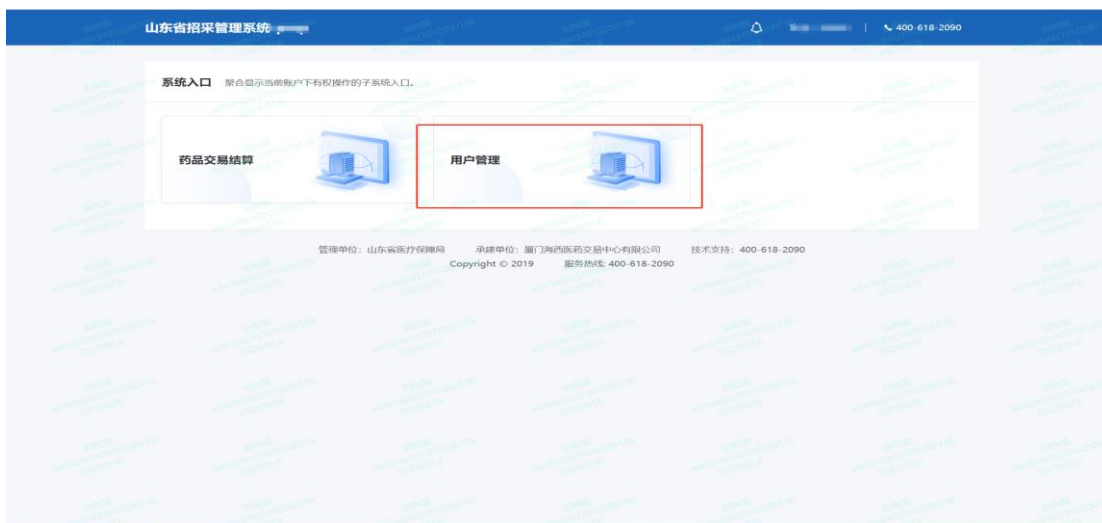 山东省招采管理系统
400-618-2090
系统入口 聚合显示当前账户下有权操作的子系统入口。
药品交易结算
用户管理
管理单位：山东省医疗保障局 承建单位：厦门海西医药交易中心有限公司 技术支持：400-618-2090
Copyright © 2019 服务热线: 400-618-2090